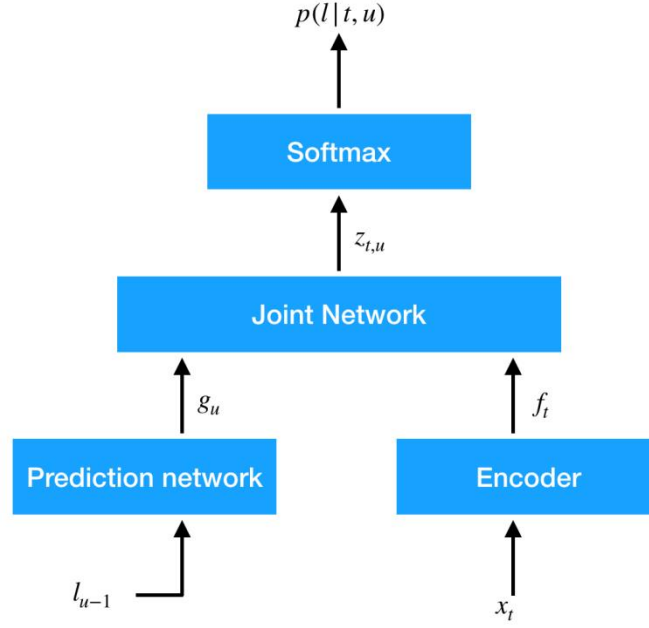 p(l|t, u)
Softmax
z_{t,u}
Joint Network
g_u
f_t
Prediction network
Encoder
l_{u−1}
x_t